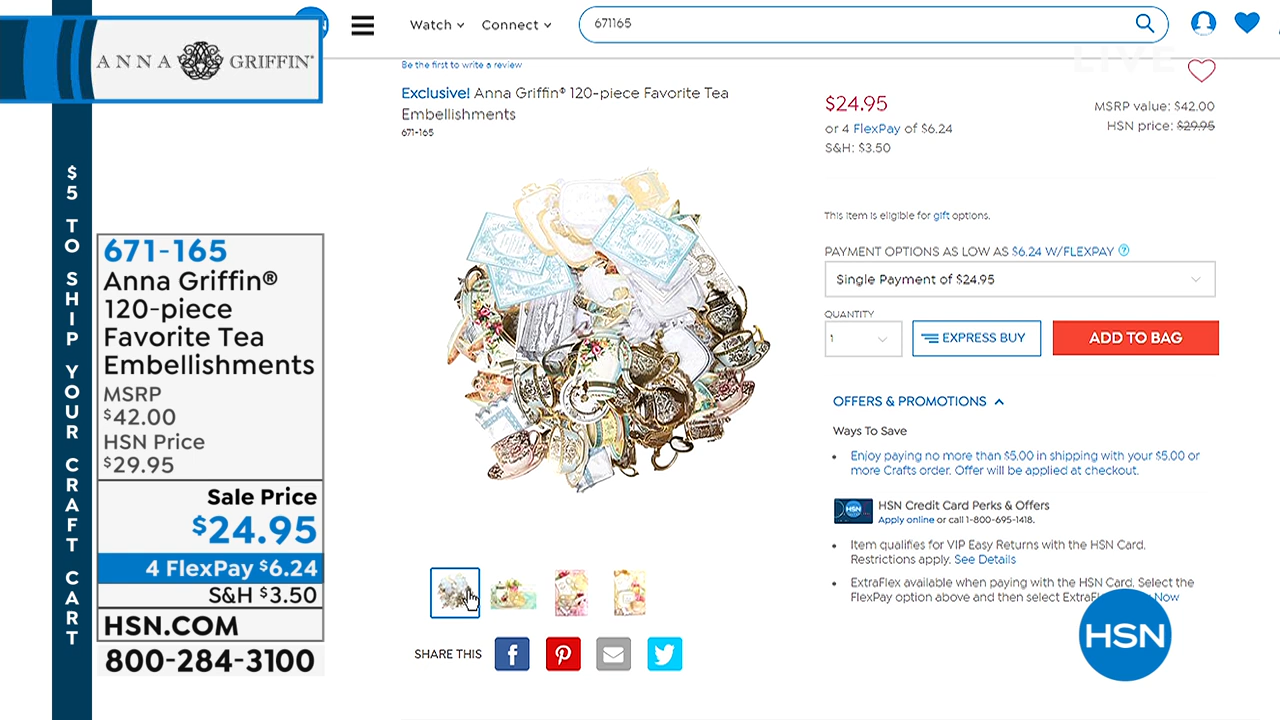 ANNA GRIFFIN
$5 TO SHIP YOUR CRAFT CART
671-165
Anna Griffin®
120-piece
Favorite Tea
Embellishments
MSRP
$42.00
HSN Price
$29.95
Sale Price
$24.95
4 FlexPay $6.24
S&H $3.50
HSN.COM
800-284-3100
Watch
Connect
671165
LIVE
Be the first to write a review
Exclusive! Anna Griffin® 120-piece Favorite Tea
Embellishments
671-165
$24.95
or 4 FlexPay of $6.24
S&H: $3.50
MSRP value: $42.00
HSN price: $29.95
This item is eligible for gift options.
PAYMENT OPTIONS AS LOW AS $6.24 W/FLEXPAY ?
Single Payment of $24.95
QUANTITY
1
EXPRESS BUY
ADD TO BAG
OFFERS & PROMOTIONS
Ways To Save
Enjoy paying no more than $5.00 in shipping with your $5.00 or
more Crafts order. Offer will be applied at checkout.
HSN
HSN Credit Card Perks & Offers
Apply online or call 1-800-695-1418.
Item qualifies for VIP Easy Returns with the HSN Card.
Restrictions apply. See Details
ExtraFlex available when paying with the HSN Card. Select the
FlexPay option above and then select Now
SHARE THIS
HSN